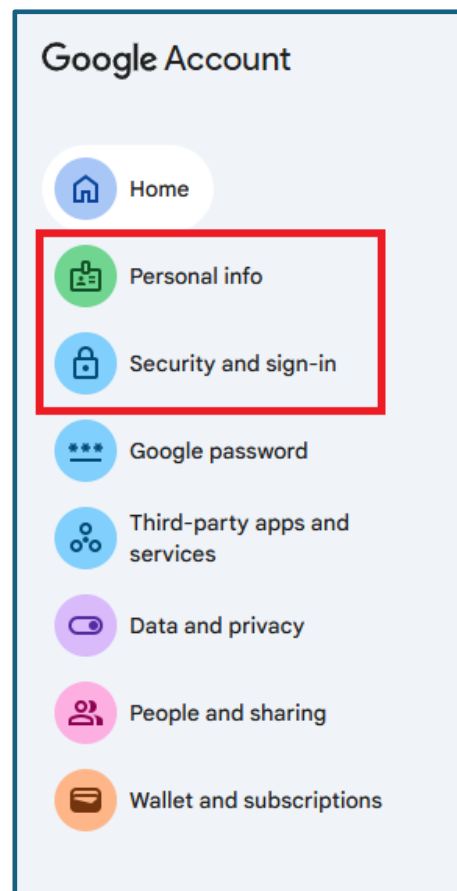 Google Account
Home
Personal info
Security and sign-in
Google password
Third-party apps and
services
Data and privacy
People and sharing
Wallet and subscriptions